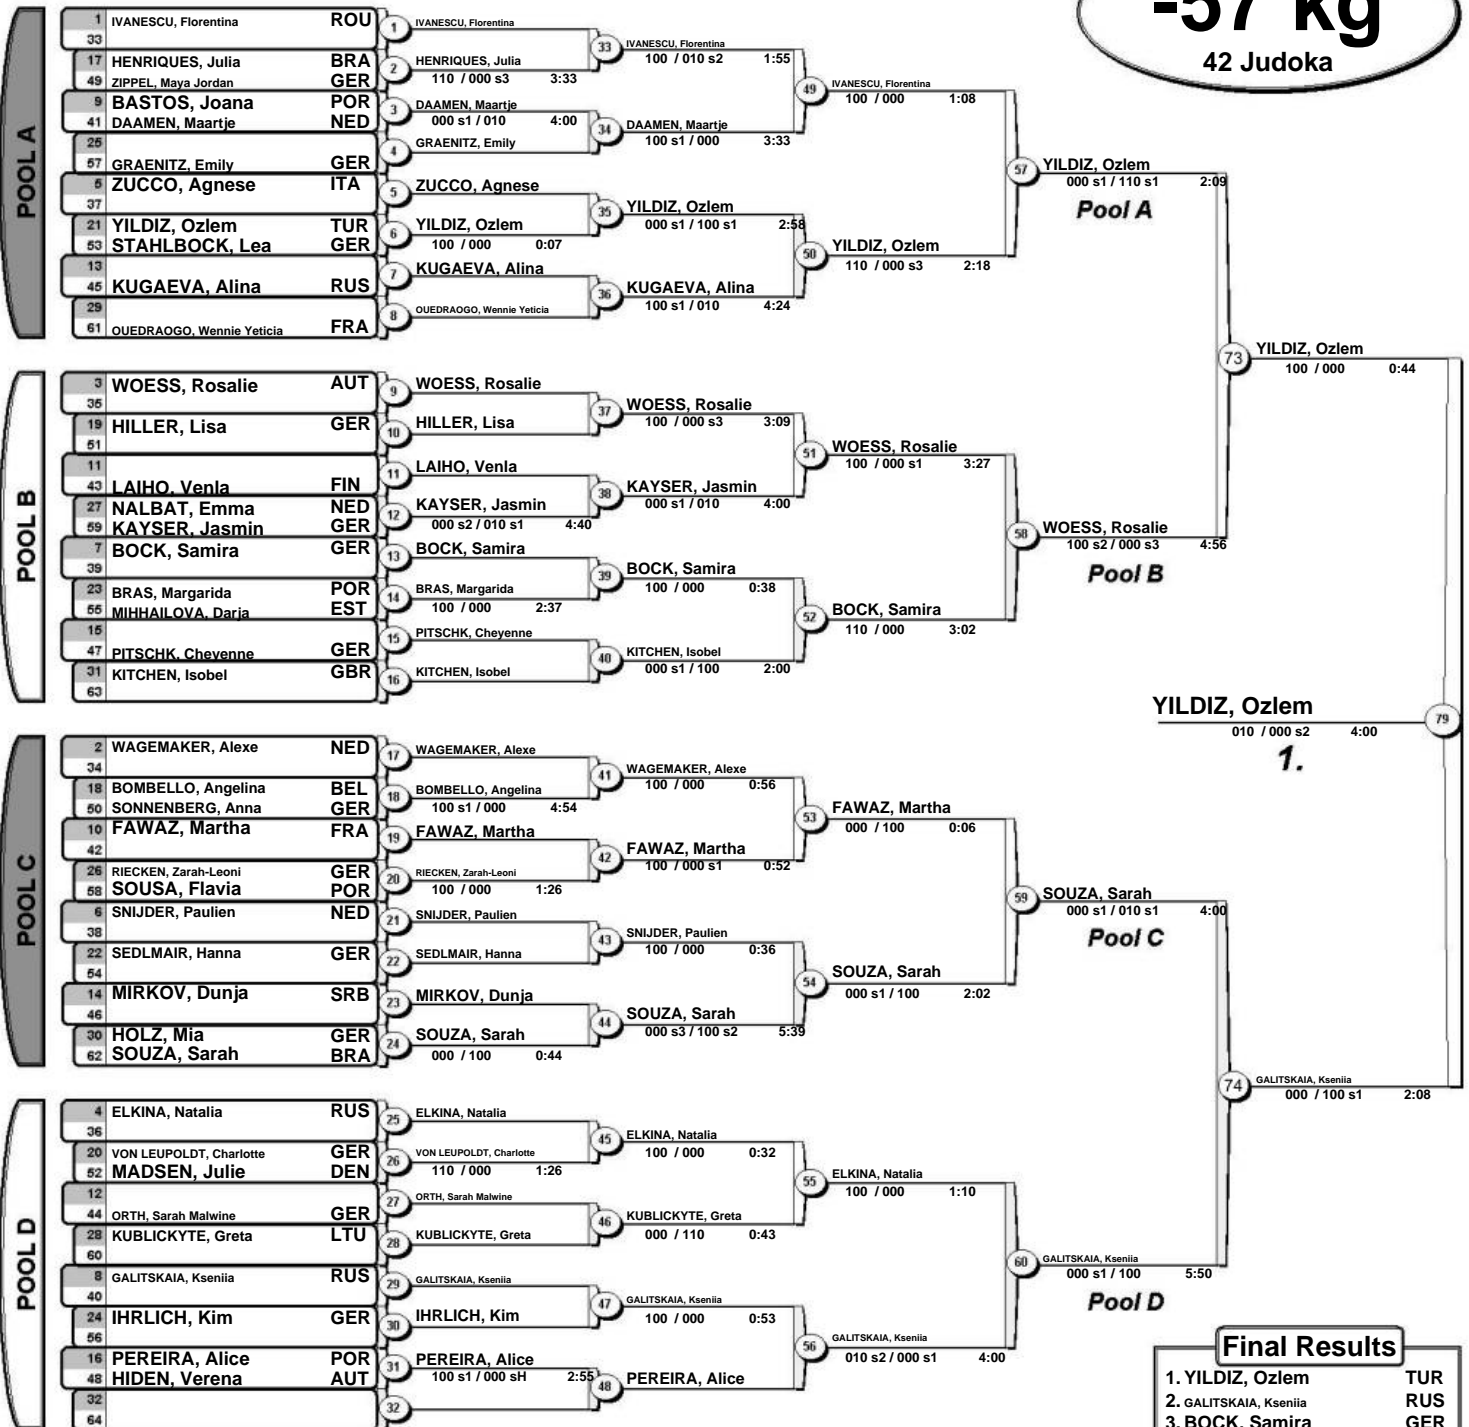 -57 kg
42 Judoka
POOL A
1 IVANESCU, Florentina ROU
33
17 HENRIQUES, Julia BRA
49 ZIPPEL, Maya Jordan GER
9 BASTOS, Joana POR
41 DAAMEN, Maartje NED
25
57 GRAENITZ, Emily GER
5 ZUCCO, Agnese ITA
37
21 YILDIZ, Ozlem TUR
53 STAHLBOCK, Lea GER
13
45 KUGAEVA, Alina RUS
29
61 OUEDRAOGO, Wennie Yeticia FRA
1 IVANESCU, Florentina
2 HENRIQUES, Julia
110 / 000 s3 3:33
3 DAAMEN, Maartje
000 s1 / 010 4:00
4 GRAENITZ, Emily
5 ZUCCO, Agnese
6 YILDIZ, Ozlem
100 / 000 0:07
7 KUGAEVA, Alina
8 OUEDRAOGO, Wennie Yeticia
33 IVANESCU, Florentina
100 / 010 s2 1:55
34 DAAMEN, Maartje
100 s1 / 000 3:33
35 YILDIZ, Ozlem
000 s1 / 100 s1 2:58
36 KUGAEVA, Alina
100 s1 / 010 4:24
49 IVANESCU, Florentina
100 / 000 1:08
50 YILDIZ, Ozlem
110 / 000 s3 2:18
57 YILDIZ, Ozlem
000 s1 / 110 s1 2:09
Pool A
POOL B
3 WOESS, Rosalie AUT
35
19 HILLER, Lisa GER
51
11
43 LAIHO, Venla FIN
27 NALBAT, Emma NED
59 KAYSER, Jasmin GER
7 BOCK, Samira GER
39
23 BRAS, Margarida POR
55 MIHHAILOVA, Darja EST
15
47 PITSCHK, Cheyenne GER
31 KITCHEN, Isobel GBR
63
9 WOESS, Rosalie
10 HILLER, Lisa
11 LAIHO, Venla
12 KAYSER, Jasmin
000 s2 / 010 s1 4:40
13 BOCK, Samira
14 BRAS, Margarida
100 / 000 2:37
15 PITSCHK, Cheyenne
16 KITCHEN, Isobel
37 WOESS, Rosalie
100 / 000 s3 3:09
38 KAYSER, Jasmin
000 s1 / 010 4:00
39 BOCK, Samira
100 / 000 0:38
40 KITCHEN, Isobel
000 s1 / 100 2:00
51 WOESS, Rosalie
100 / 000 s1 3:27
52 BOCK, Samira
110 / 000 3:02
58 WOESS, Rosalie
100 s2 / 000 s3 4:56
Pool B
73 YILDIZ, Ozlem
100 / 000 0:44
YILDIZ, Ozlem 79
010 / 000 s2 4:00
1.
POOL C
2 WAGEMAKER, Alexe NED
34
18 BOMBELLO, Angelina BEL
50 SONNENBERG, Anna GER
10 FAWAZ, Martha FRA
42
26 RIECKEN, Zarah-Leoni GER
58 SOUSA, Flavia POR
6 SNIJDER, Paulien NED
38
22 SEDLMAIR, Hanna GER
54
14 MIRKOV, Dunja SRB
46
30 HOLZ, Mia GER
62 SOUZA, Sarah BRA
17 WAGEMAKER, Alexe
18 BOMBELLO, Angelina
100 s1 / 000 4:54
19 FAWAZ, Martha
20 RIECKEN, Zarah-Leoni
100 / 000 1:26
21 SNIJDER, Paulien
22 SEDLMAIR, Hanna
23 MIRKOV, Dunja
24 SOUZA, Sarah
000 / 100 0:44
41 WAGEMAKER, Alexe
100 / 000 0:56
42 FAWAZ, Martha
100 / 000 s1 0:52
43 SNIJDER, Paulien
100 / 000 0:36
44 SOUZA, Sarah
000 s3 / 100 s2 5:39
53 FAWAZ, Martha
000 / 100 0:06
54 SOUZA, Sarah
000 s1 / 100 2:02
59 SOUZA, Sarah
000 s1 / 010 s1 4:00
Pool C
POOL D
4 ELKINA, Natalia RUS
36
20 VON LEUPOLDT, Charlotte GER
52 MADSEN, Julie DEN
12
44 ORTH, Sarah Malwine GER
28 KUBLICKYTE, Greta LTU
60
8 GALITSKAIA, Kseniia RUS
40
24 IHRLICH, Kim GER
56
16 PEREIRA, Alice POR
48 HIDEN, Verena AUT
32
64
25 ELKINA, Natalia
26 VON LEUPOLDT, Charlotte
110 / 000 1:26
27 ORTH, Sarah Malwine
28 KUBLICKYTE, Greta
29 GALITSKAIA, Kseniia
30 IHRLICH, Kim
31 PEREIRA, Alice
100 s1 / 000 sH 2:55
32
45 ELKINA, Natalia
100 / 000 0:32
46 KUBLICKYTE, Greta
000 / 110 0:43
47 GALITSKAIA, Kseniia
100 / 000 0:53
48 PEREIRA, Alice
55 ELKINA, Natalia
100 / 000 1:10
56 GALITSKAIA, Kseniia
010 s2 / 000 s1 4:00
60 GALITSKAIA, Kseniia
000 s1 / 100 5:50
Pool D
74 GALITSKAIA, Kseniia
000 / 100 s1 2:08
Final Results
1. YILDIZ, Ozlem TUR
2. GALITSKAIA, Kseniia RUS
3. BOCK, Samira GER